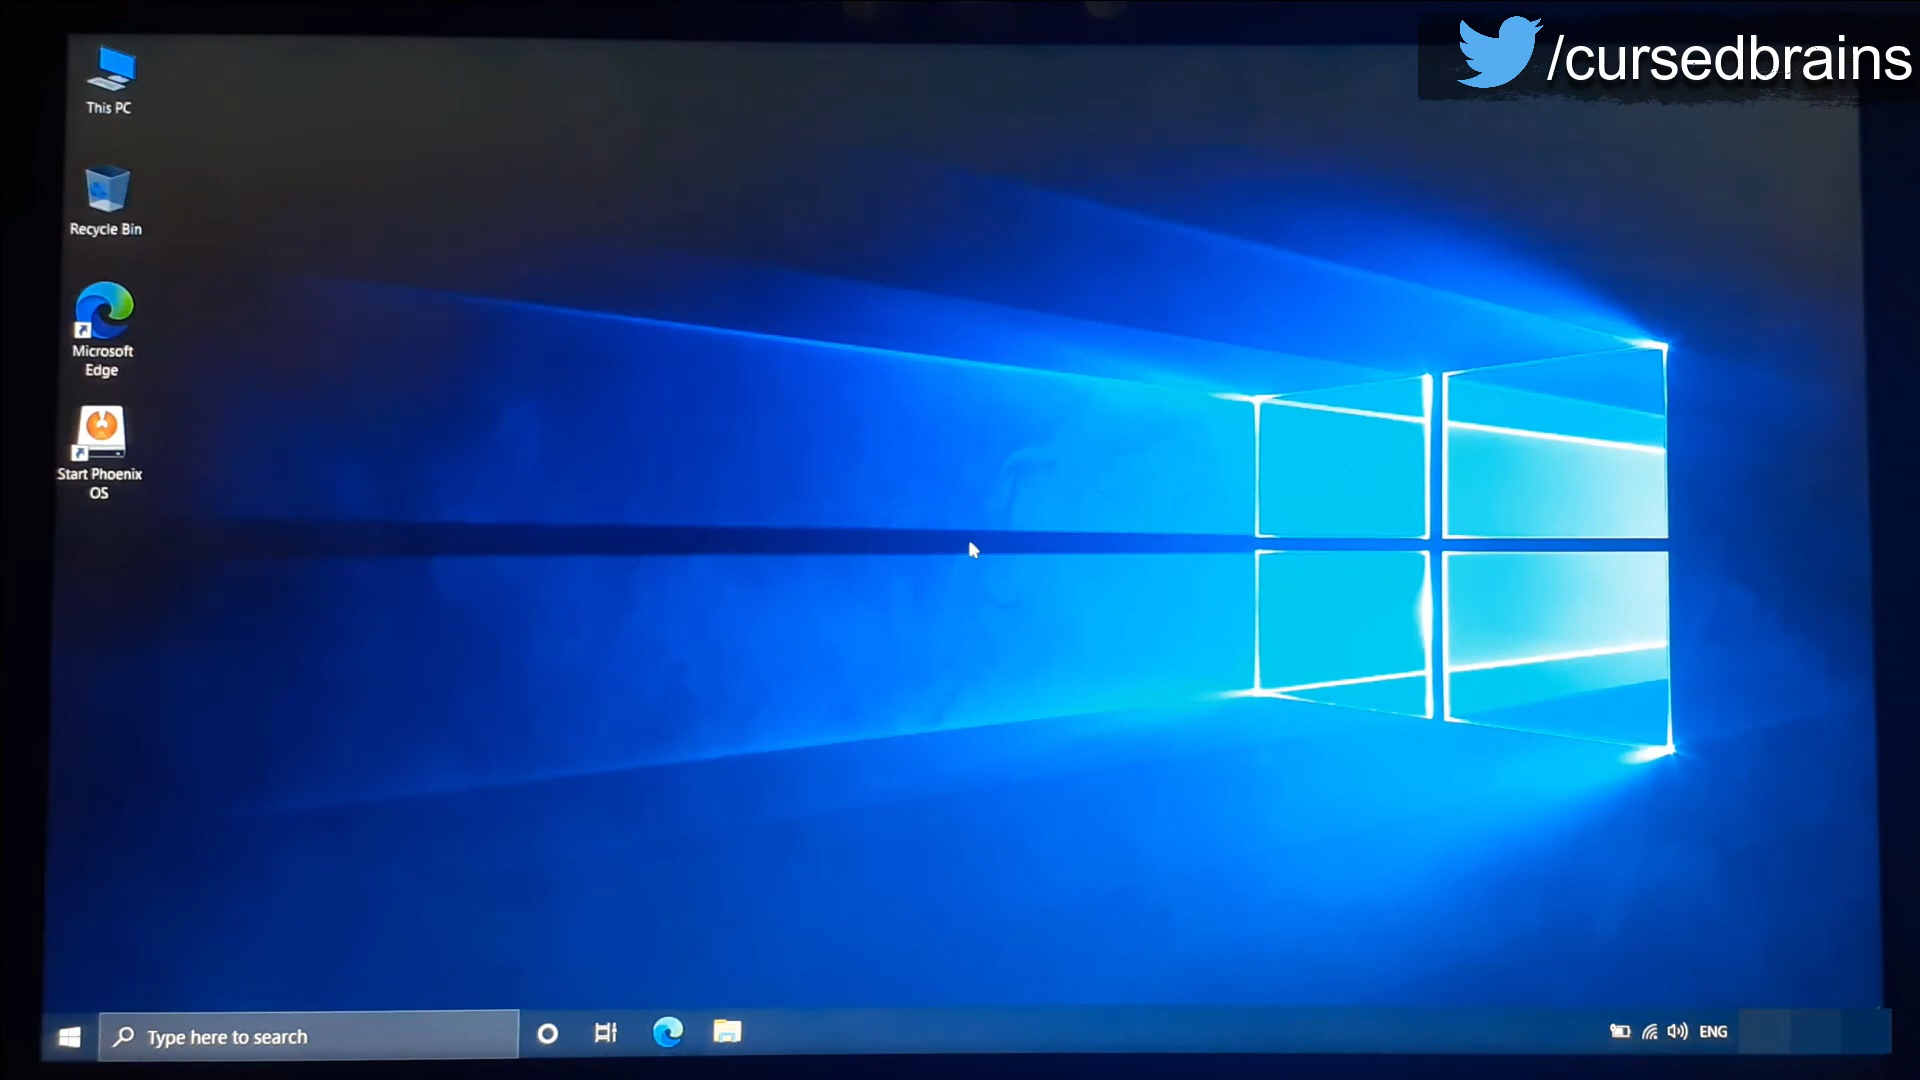 /cursedbrains
This PC
Recycle Bin
Microsoft
Edge
Start Phoenix
OS
Type here to search
ENG